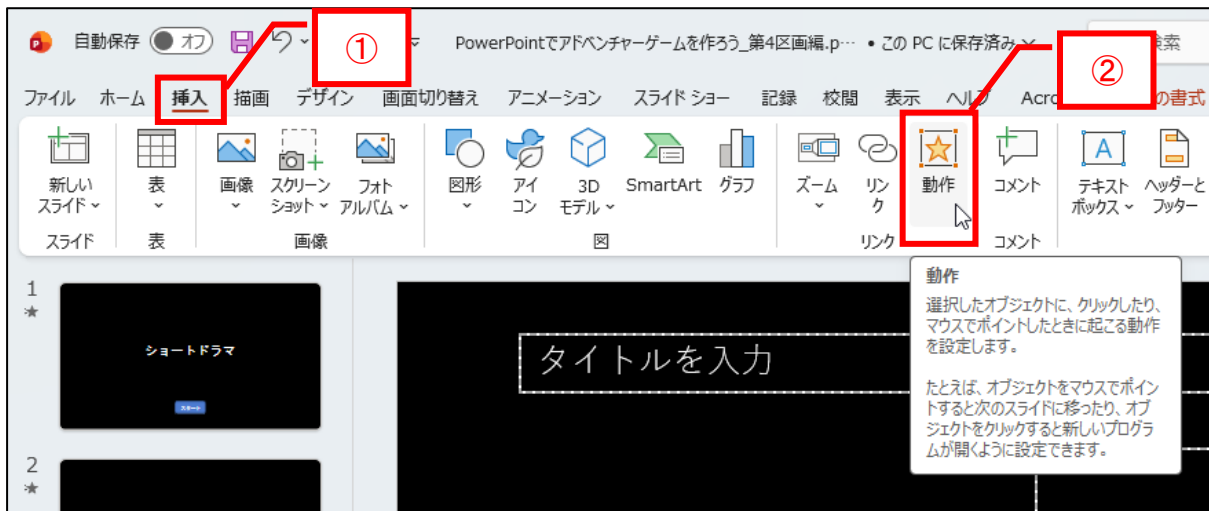 自動保存 オフ
①
PowerPointでアドベンチャーゲームを作ろう_第4区画編.p… • この PC に保存済み
検索
②
ファイル ホーム 挿入 描画 デザイン 画面切り替え アニメーション スライド ショー 記録 校閲 表示 ヘルプ Acro の書式
新しい
スライド
表
画像
スクリーン
ショット
フォト
アルバム
図形
アイ
コン
3D
モデル
SmartArt
グラフ
ズーム
リン
ク
動作
コメント
テキスト
ボックス
ヘッダーと
フッター
スライド
表
画像
図
リンク
コメント
1
ショートドラマ
スタート
2
タイトルを入力
動作
選択したオブジェクトに、クリックしたり、
マウスでポイントしたときに起こる動作
を設定します。
たとえば、オブジェクトをマウスでポイン
トすると次のスライドに移ったり、オブ
ジェクトをクリックすると新しいプログラ
ムが開くように設定できます。